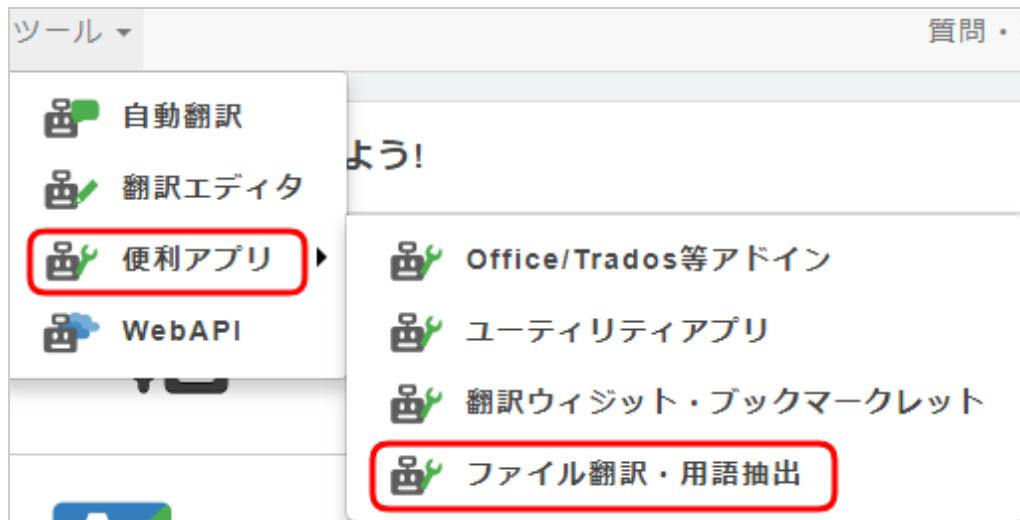 ツール
質問・
自動翻訳
よう!
翻訳エディタ
便利アプリ
Office/Trados等アドイン
WebAPI
ユーティリティアプリ
翻訳ウィジット・ブックマークレット
ファイル翻訳・用語抽出